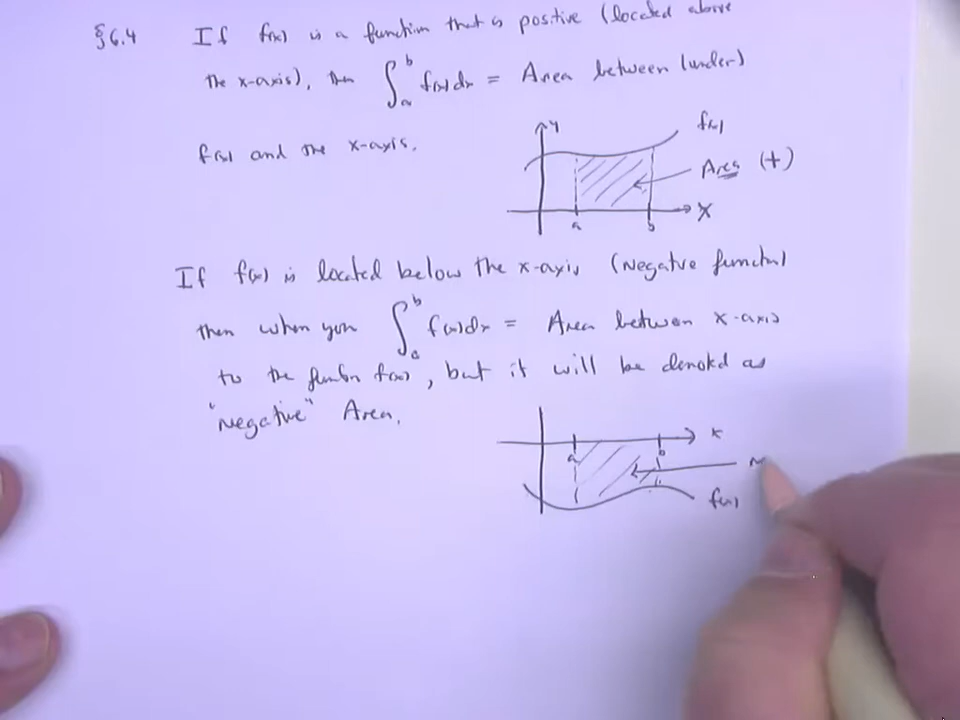 §6.4 If f(x) is a function that is positive (located above
the x-axis), then ∫_a^b f(x)dx = Area between (under)
f(x) and the x-axis.
y
f(x)
Area (+)
a b x
If f(x) is located below the x-axis (Negative function)
then when you ∫_a^b f(x)dx = Area between x-axis
to the function f(x), but it will be denoted as
"negative" Area.
x
a b
f(x)